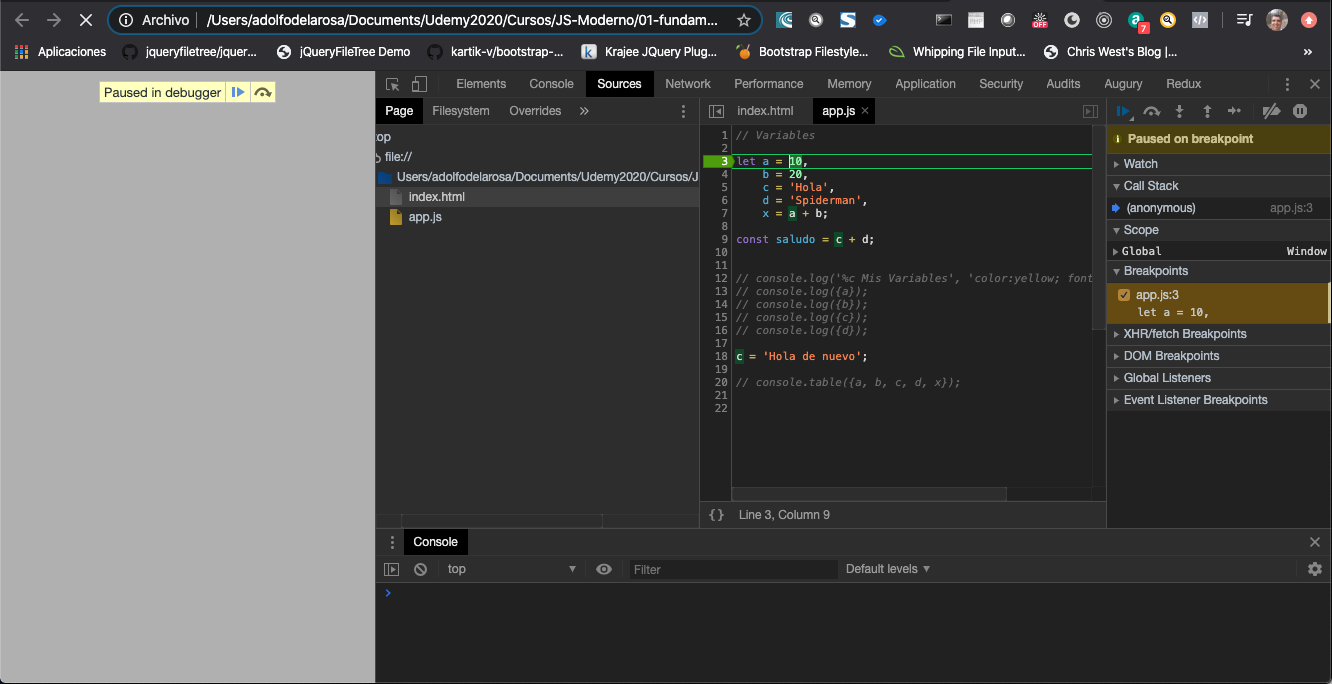 Archivo /Users/adolfodelarosa/Documents/Udemy2020/Cursos/JS-Moderno/01-fundam...
OFF
7
Aplicaciones jqueryfiletree/jquer... jQueryFileTree Demo kartik-v/bootstrap-... Krajee JQuery Plug... Bootstrap Filestyle... Whipping File Input... Chris West's Blog |... »
Paused in debugger
Elements Console Sources Network Performance Memory Application Security Audits Augury Redux
Page Filesystem Overrides »
top
file://
Users/adolfodelarosa/Documents/Udemy2020/Cursos/J
index.html
app.js
index.html app.js ×
1 // Variables
2
3 let a = 10,
4 b = 20,
5 c = 'Hola',
6 d = 'Spiderman',
7 x = a + b;
8
9 const saludo = c + d;
10
11
12 // console.log('%c Mis Variables', 'color:yellow; font
13 // console.log({a});
14 // console.log({b});
15 // console.log({c});
16 // console.log({d});
17
18 c = 'Hola de nuevo';
19
20 // console.table({a, b, c, d, x});
21
22
{} Line 3, Column 9
Paused on breakpoint
Watch
Call Stack
(anonymous) app.js:3
Scope
Global Window
Breakpoints
app.js:3
let a = 10,
XHR/fetch Breakpoints
DOM Breakpoints
Global Listeners
Event Listener Breakpoints
Console
top Filter Default levels